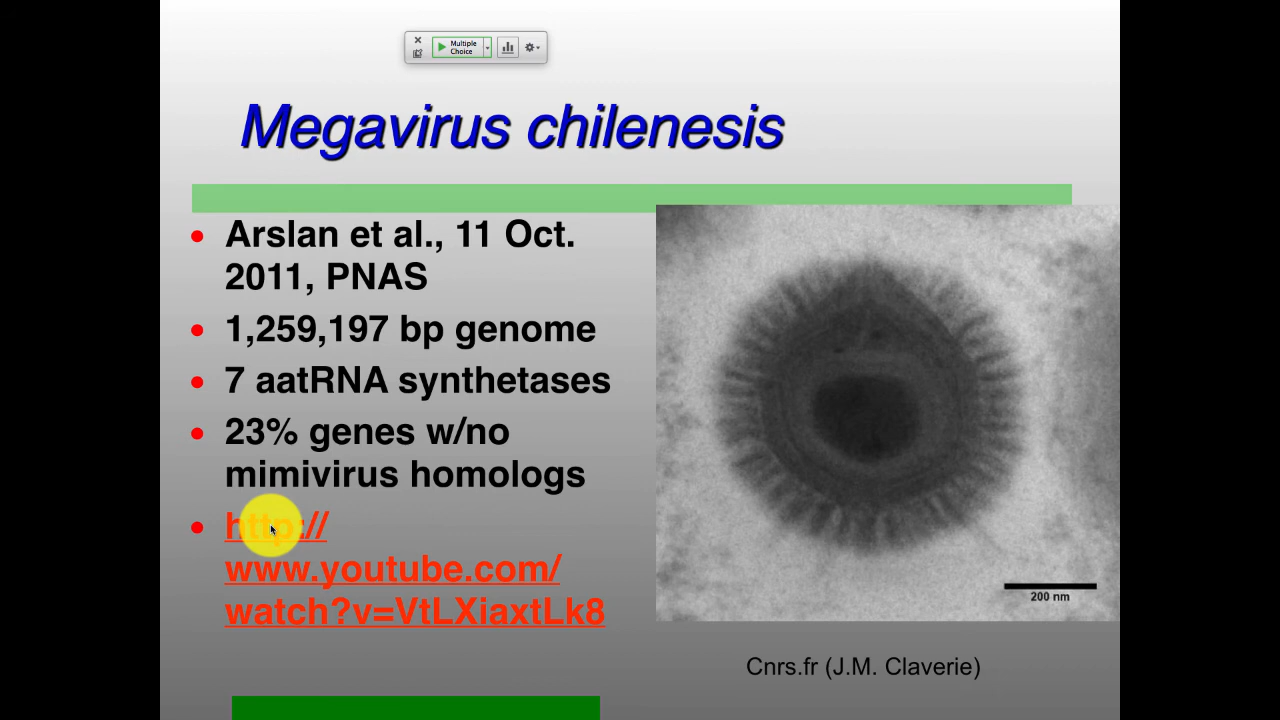 Multiple
Choice
Megavirus chilenesis
Arslan et al., 11 Oct.
2011, PNAS
1,259,197 bp genome
7 aatRNA synthetases
23% genes w/no
mimivirus homologs
http://
www.youtube.com/
watch?v=VtLXiaxtLk8
200 nm
Cnrs.fr (J.M. Claverie)